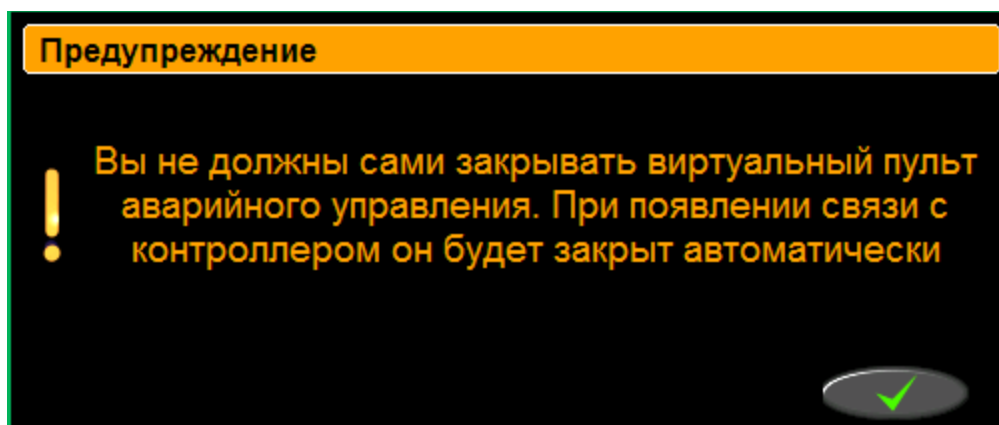 Предупреждение
Вы не должны сами закрывать виртуальный пульт
аварийного управления. При появлении связи с
контроллером он будет закрыт автоматически